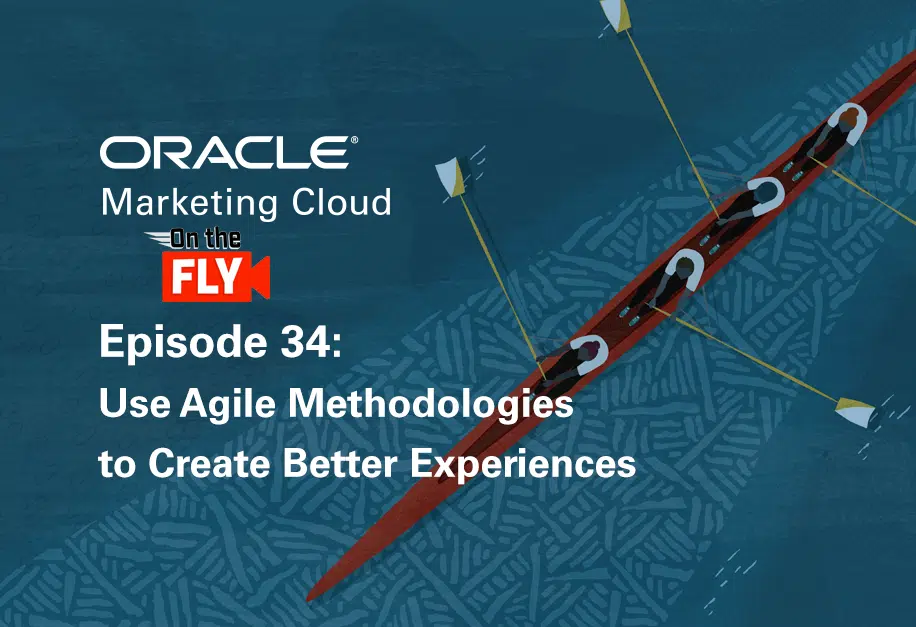 ORACLE®
Marketing Cloud
On the
FLY
Episode 34:
Use Agile Methodologies
to Create Better Experiences